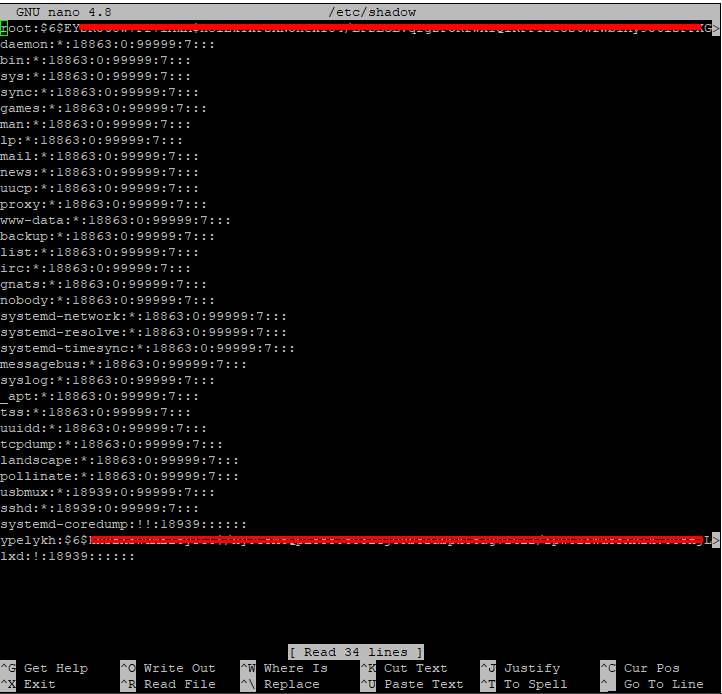 GNU nano 4.8 /etc/shadow
root:$6$EY
daemon:*:18863:0:99999:7:::
bin:*:18863:0:99999:7:::
sys:*:18863:0:99999:7:::
sync:*:18863:0:99999:7:::
games:*:18863:0:99999:7:::
man:*:18863:0:99999:7:::
lp:*:18863:0:99999:7:::
mail:*:18863:0:99999:7:::
news:*:18863:0:99999:7:::
uucp:*:18863:0:99999:7:::
proxy:*:18863:0:99999:7:::
www-data:*:18863:0:99999:7:::
backup:*:18863:0:99999:7:::
list:*:18863:0:99999:7:::
irc:*:18863:0:99999:7:::
gnats:*:18863:0:99999:7:::
nobody:*:18863:0:99999:7:::
systemd-network:*:18863:0:99999:7:::
systemd-resolve:*:18863:0:99999:7:::
systemd-timesync:*:18863:0:99999:7:::
messagebus:*:18863:0:99999:7:::
syslog:*:18863:0:99999:7:::
_apt:*:18863:0:99999:7:::
tss:*:18863:0:99999:7:::
uuidd:*:18863:0:99999:7:::
tcpdump:*:18863:0:99999:7:::
landscape:*:18863:0:99999:7:::
pollinate:*:18863:0:99999:7:::
usbmux:*:18939:0:99999:7:::
sshd:*:18939:0:99999:7:::
systemd-coredump:!!:18939::::::
ypelykh:$6$
lxd:!:18939::::::
[ Read 34 lines ]
^G Get Help ^O Write Out ^W Where Is ^K Cut Text ^J Justify ^C Cur Pos
^X Exit ^R Read File ^\ Replace ^U Paste Text ^T To Spell ^_ Go To Line